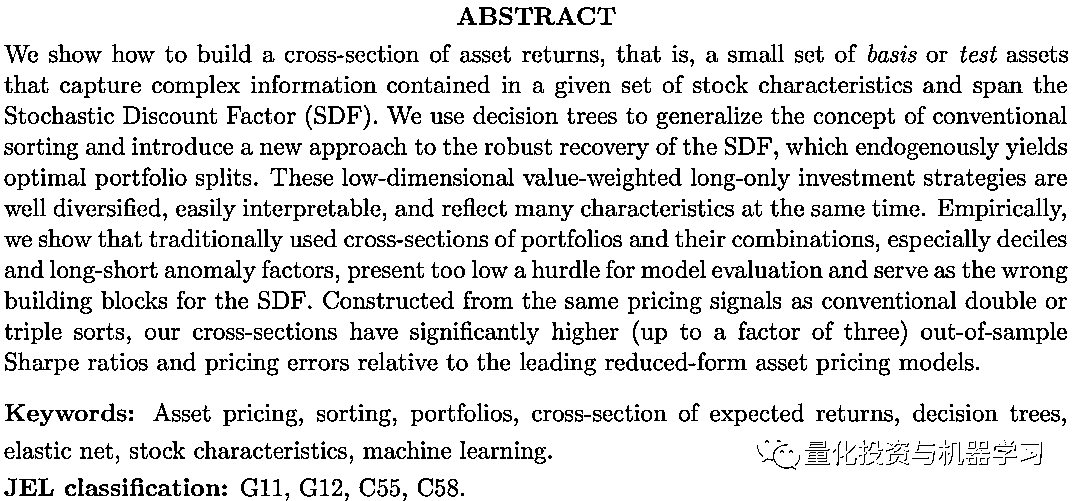 ABSTRACT
We show how to build a cross-section of asset returns, that is, a small set of basis or test assets
that capture complex information contained in a given set of stock characteristics and span the
Stochastic Discount Factor (SDF). We use decision trees to generalize the concept of conventional
sorting and introduce a new approach to the robust recovery of the SDF, which endogenously yields
optimal portfolio splits. These low-dimensional value-weighted long-only investment strategies are
well diversified, easily interpretable, and reflect many characteristics at the same time. Empirically,
we show that traditionally used cross-sections of portfolios and their combinations, especially deciles
and long-short anomaly factors, present too low a hurdle for model evaluation and serve as the wrong
building blocks for the SDF. Constructed from the same pricing signals as conventional double or
triple sorts, our cross-sections have significantly higher (up to a factor of three) out-of-sample
Sharpe ratios and pricing errors relative to the leading reduced-form asset pricing models.
Keywords: Asset pricing, sorting, portfolios, cross-section of expected returns, decision trees,
elastic net, stock characteristics, machine learning.
量化投资与机器学习
JEL classification: G11, G12, C55, C58.